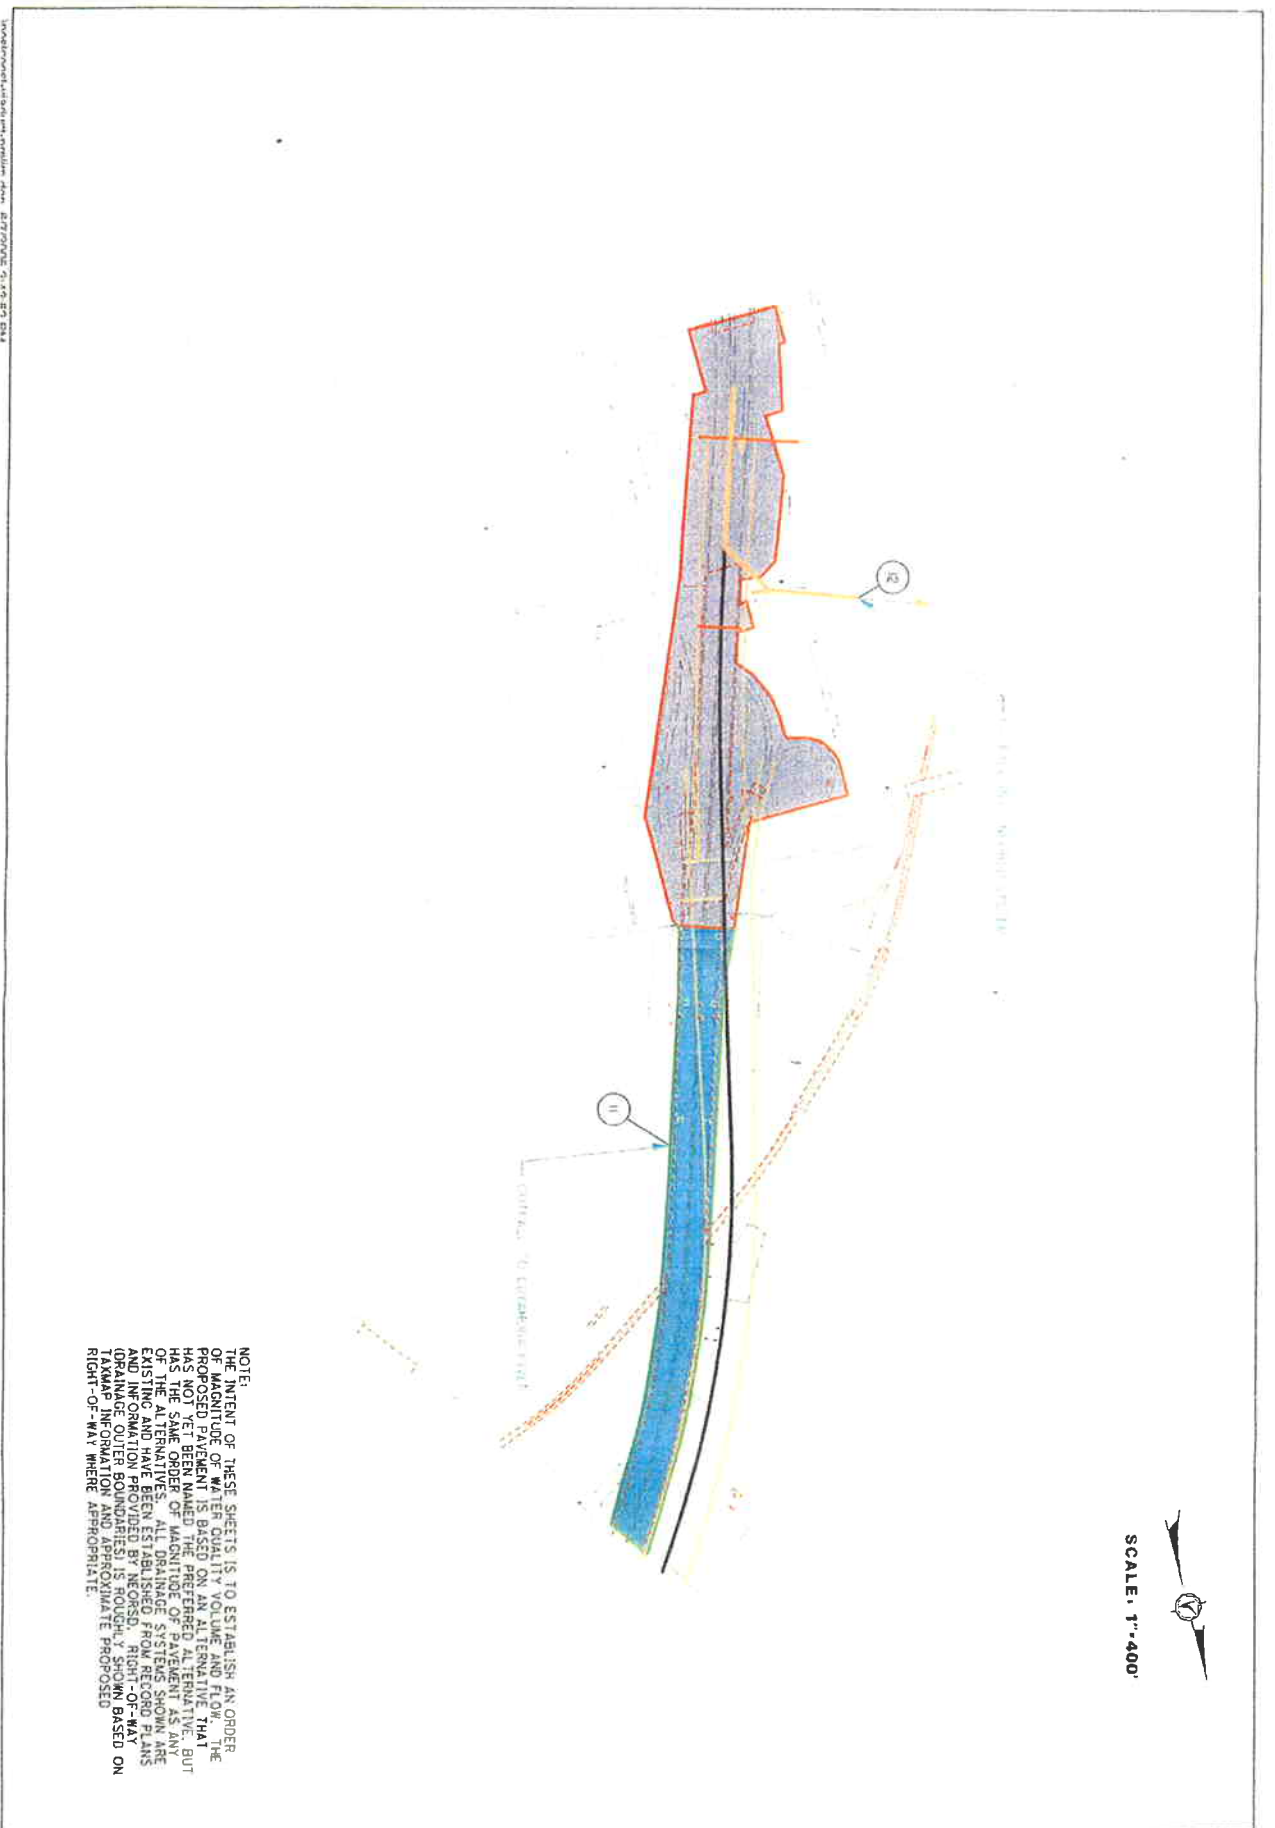 SCALE: 1"=400'
12
11
NOTE:
THE INTENT OF THESE SHEETS IS TO ESTABLISH AN ORDER
OF MAGNITUDE OF WATER QUALITY VOLUME AND FLOW. THE
PROPOSED PAVEMENT IS BASED ON AN ALTERNATIVE THAT
HAS NOT YET BEEN NAMED THE PREFERRED ALTERNATIVE, BUT
HAS THE SAME ORDER OF MAGNITUDE OF PAVEMENT AS ANY
OF THE ALTERNATIVES. ALL DRAINAGE SYSTEMS SHOWN ARE
EXISTING AND HAVE BEEN ESTABLISHED FROM RECORD PLANS
AND INFORMATION PROVIDED BY NEORSD. RIGHT-OF-WAY
(DRAINAGE OUTER BOUNDARIES) IS ROUGHLY SHOWN BASED ON
TAXMAP INFORMATION AND APPROXIMATE PROPOSED
RIGHT-OF-WAY WHERE APPROPRIATE.